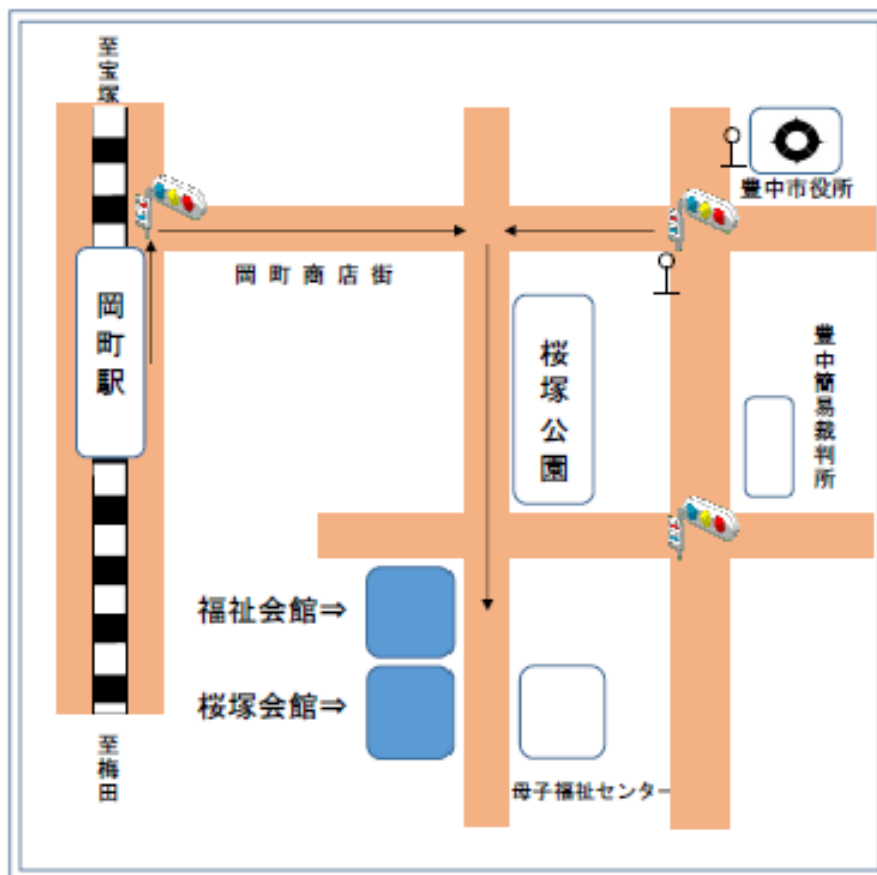 至宝塚
豊中市役所
岡町商店街
岡町駅
桜塚公園
豊中簡易裁判所
福祉会館⇒
桜塚会館⇒
至梅田
母子福祉センター